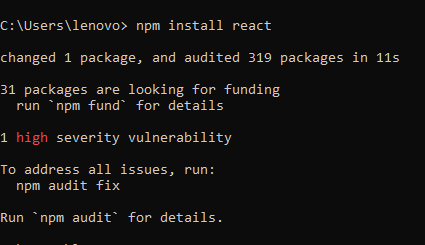 C:\Users\lenovo> npm install react
changed 1 package, and audited 319 packages in 11s
31 packages are looking for funding
run `npm fund` for details
1 high severity vulnerability
To address all issues, run:
npm audit fix
Run `npm audit` for details.